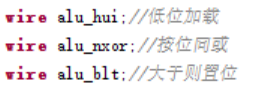 wire alu_hui;//低位加载
wire alu_nxor;//按位同或
wire alu_blt;//大于则置位